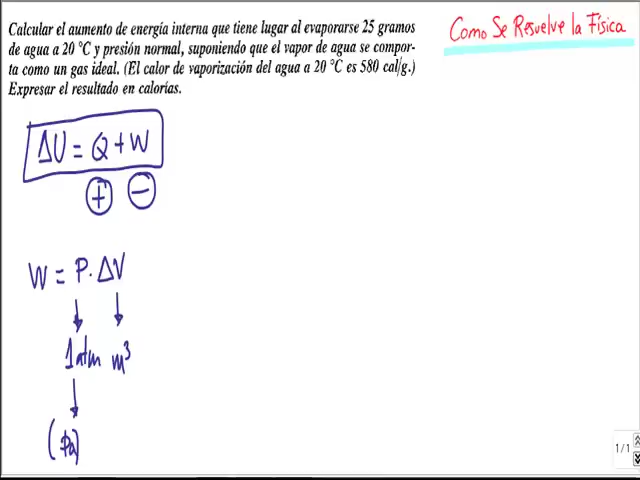 Calcular el aumento de energía interna que tiene lugar al evaporarse 25 gramos
de agua a 20 °C y presión normal, suponiendo que el vapor de agua se compor-
ta como un gas ideal. (El calor de vaporización del agua a 20 °C es 580 cal/g.)
Expresar el resultado en calorías.
Como Se Resuelve la Física
ΔU = Q + W
+ −
W = P · ΔV
1 atm m³
(Pa)
1/1